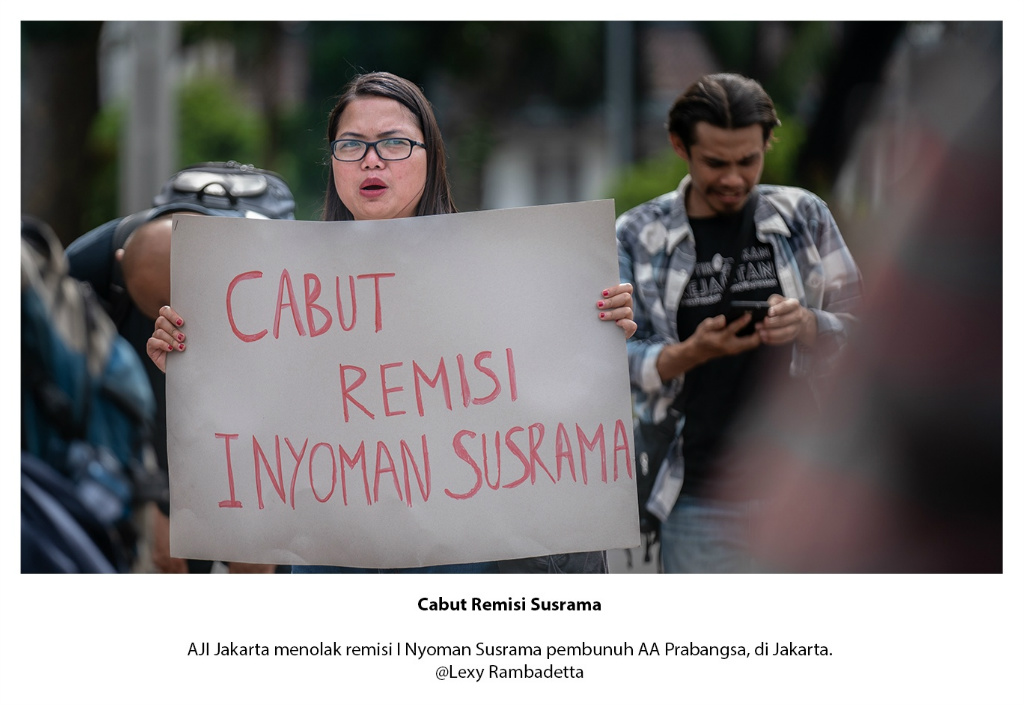 CABUT
REMISI
I NYOMAN SUSRAMA
Cabut Remisi Susrama
AJI Jakarta menolak remisi I Nyoman Susrama pembunuh AA Prabangsa, di Jakarta.
@Lexy Rambadetta